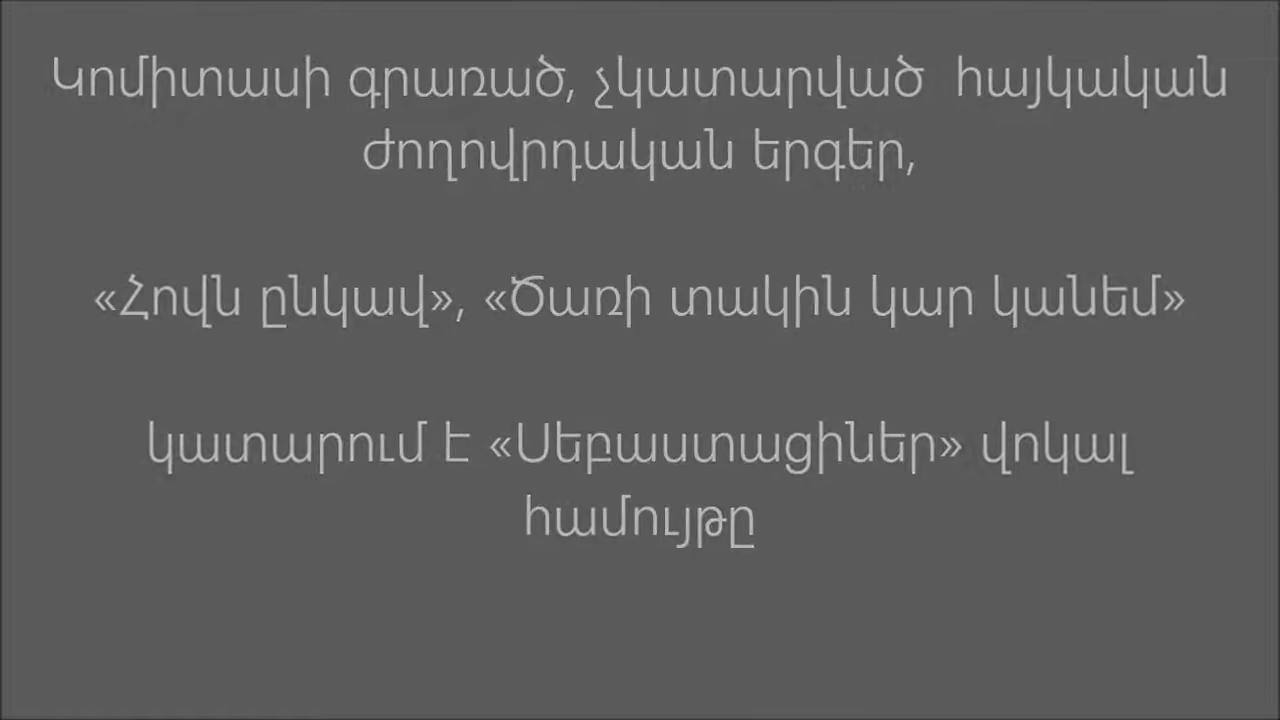 Կոմիտասի գրառած, չկատարված հայկական
ժողովրդական երգեր,
«Հովն ընկավ», «Ծառի տակին կար կանեմ»
կատարում է «Սեբաստացիներ» վոկալ
համույթը